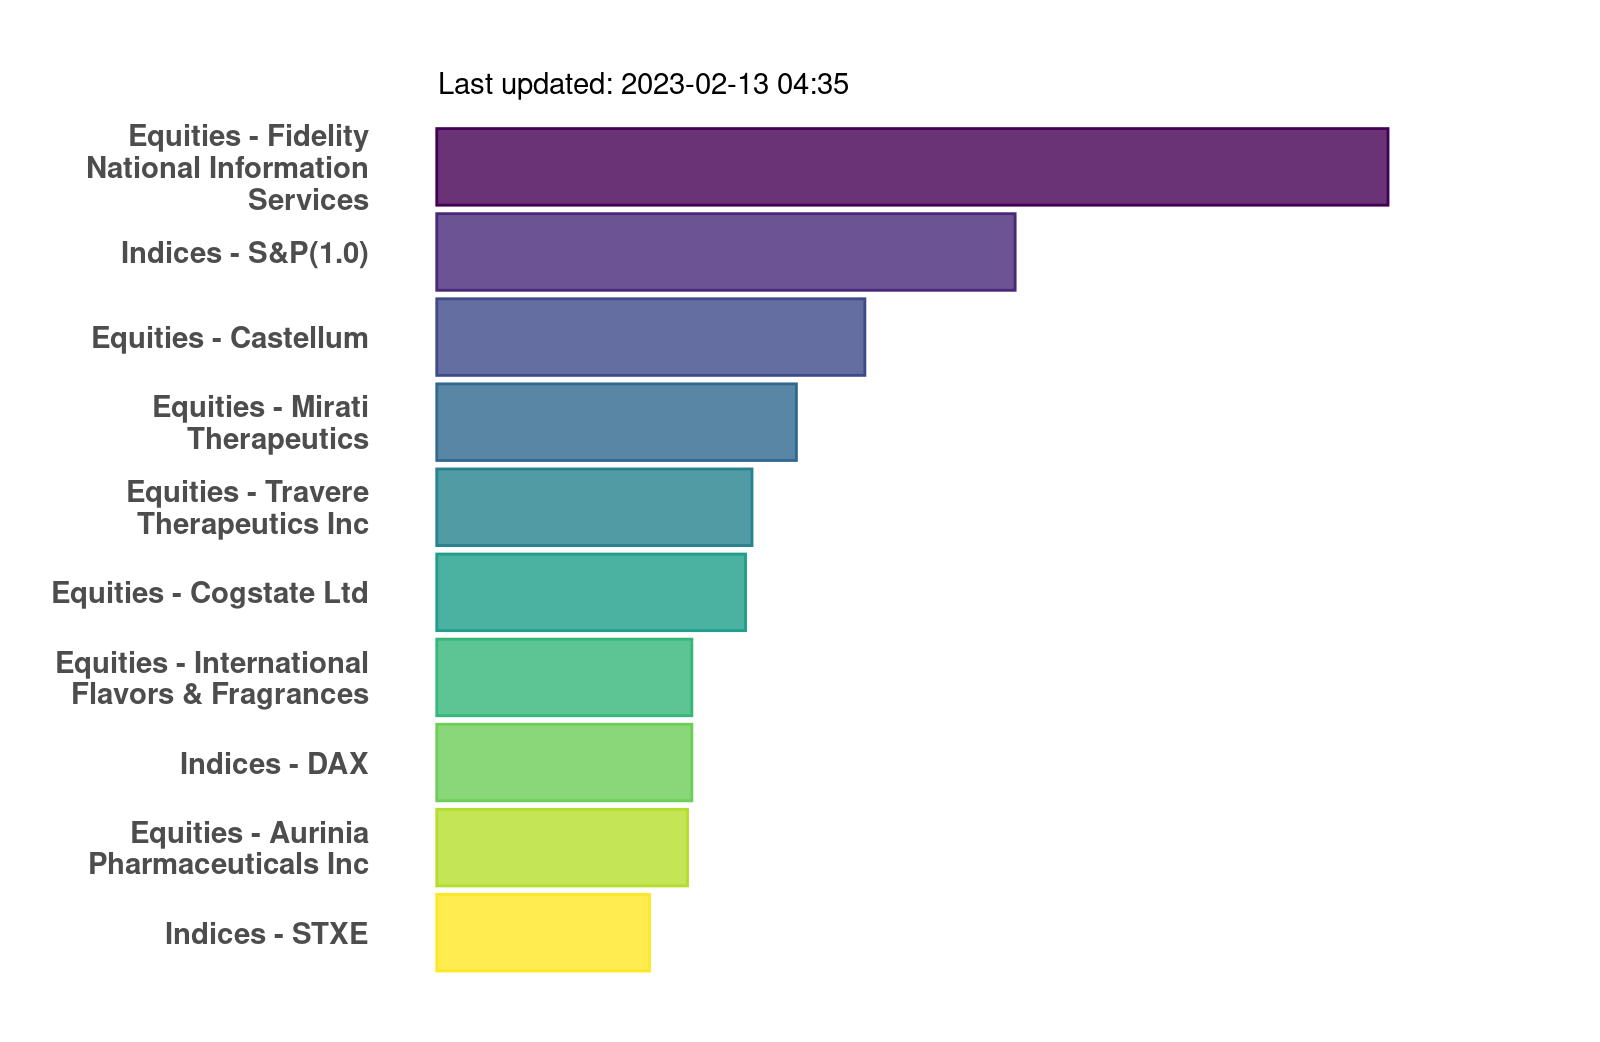 Last updated: 2023-02-13 04:35
Equities - Fidelity
National Information
Services
Indices - S&P(1.0)
Equities - Castellum
Equities - Mirati
Therapeutics
Equities - Travere
Therapeutics Inc
Equities - Cogstate Ltd
Equities - International
Flavors & Fragrances
Indices - DAX
Equities - Aurinia
Pharmaceuticals Inc
Indices - STXE